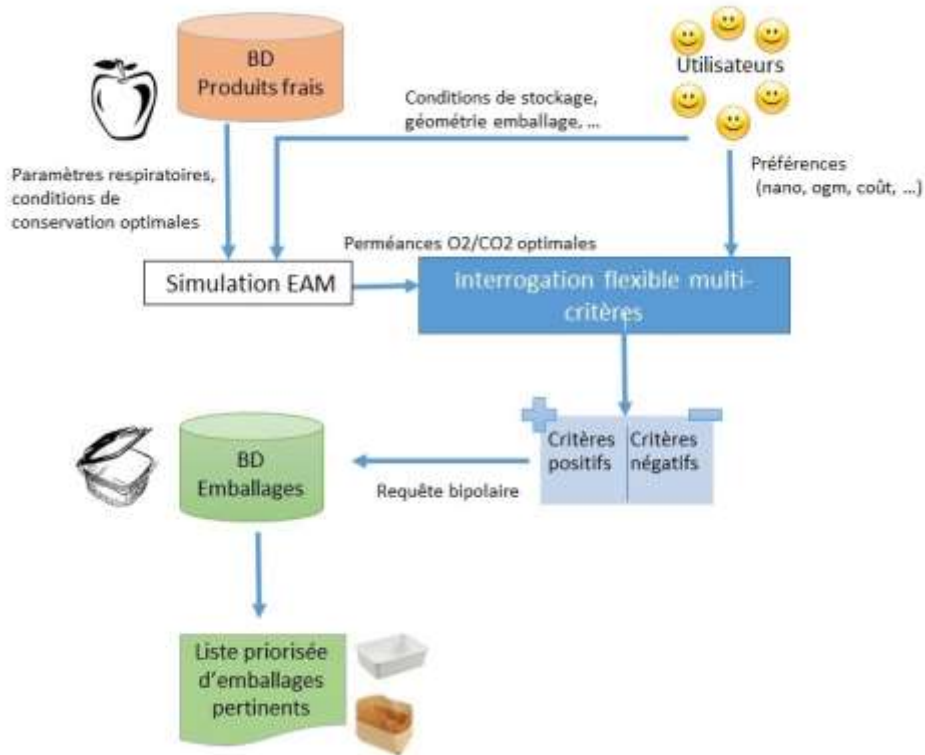 BD
Produits frais
Utilisateurs
Conditions de stockage,
géométrie emballage, ...
Paramètres respiratoires,
conditions de
conservation optimales
Préférences
(nano, ogm, coût, ...)
Perméances O2/CO2 optimales
Simulation EAM
Interrogation flexible multi-
critères
Critères
positifs
Critères
négatifs
BD
Emballages
Requête bipolaire
Liste priorisée
d'emballages
pertinents